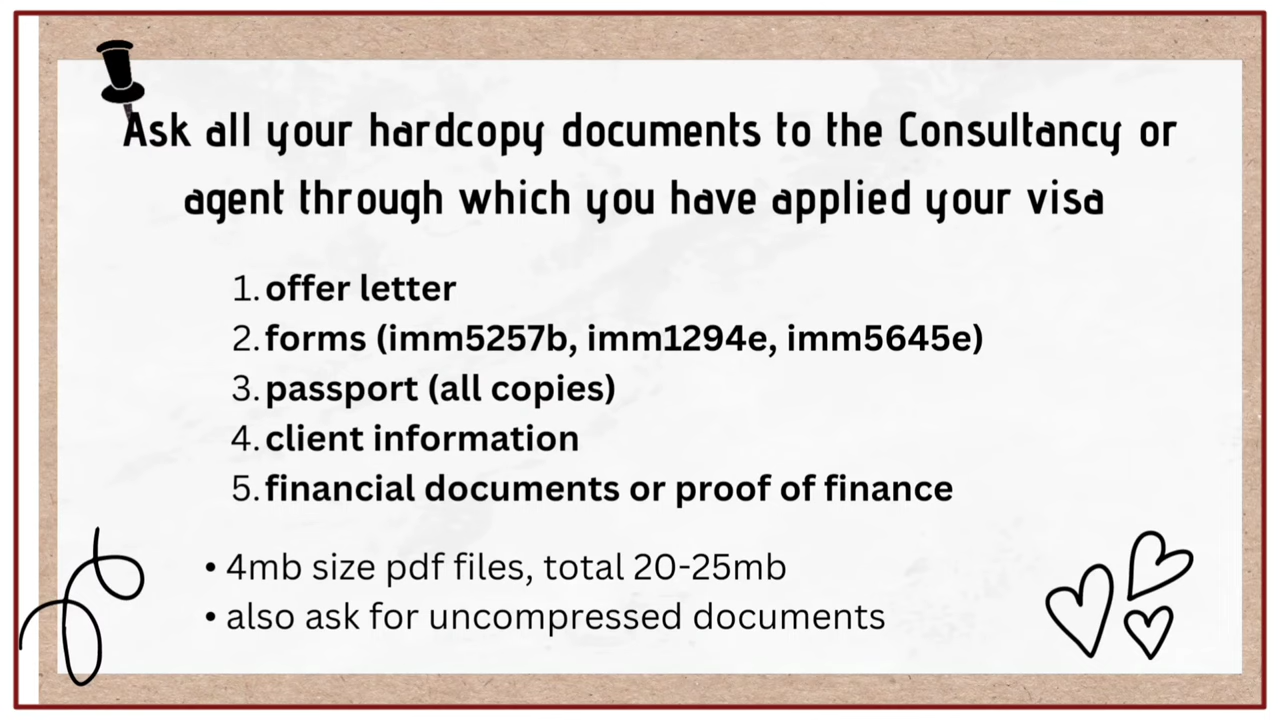 Ask all your hardcopy documents to the Consultancy or
agent through which you have applied your visa
1. offer letter
2. forms (imm5257b, imm1294e, imm5645e)
3. passport (all copies)
4. client information
5. financial documents or proof of finance
• 4mb size pdf files, total 20-25mb
• also ask for uncompressed documents